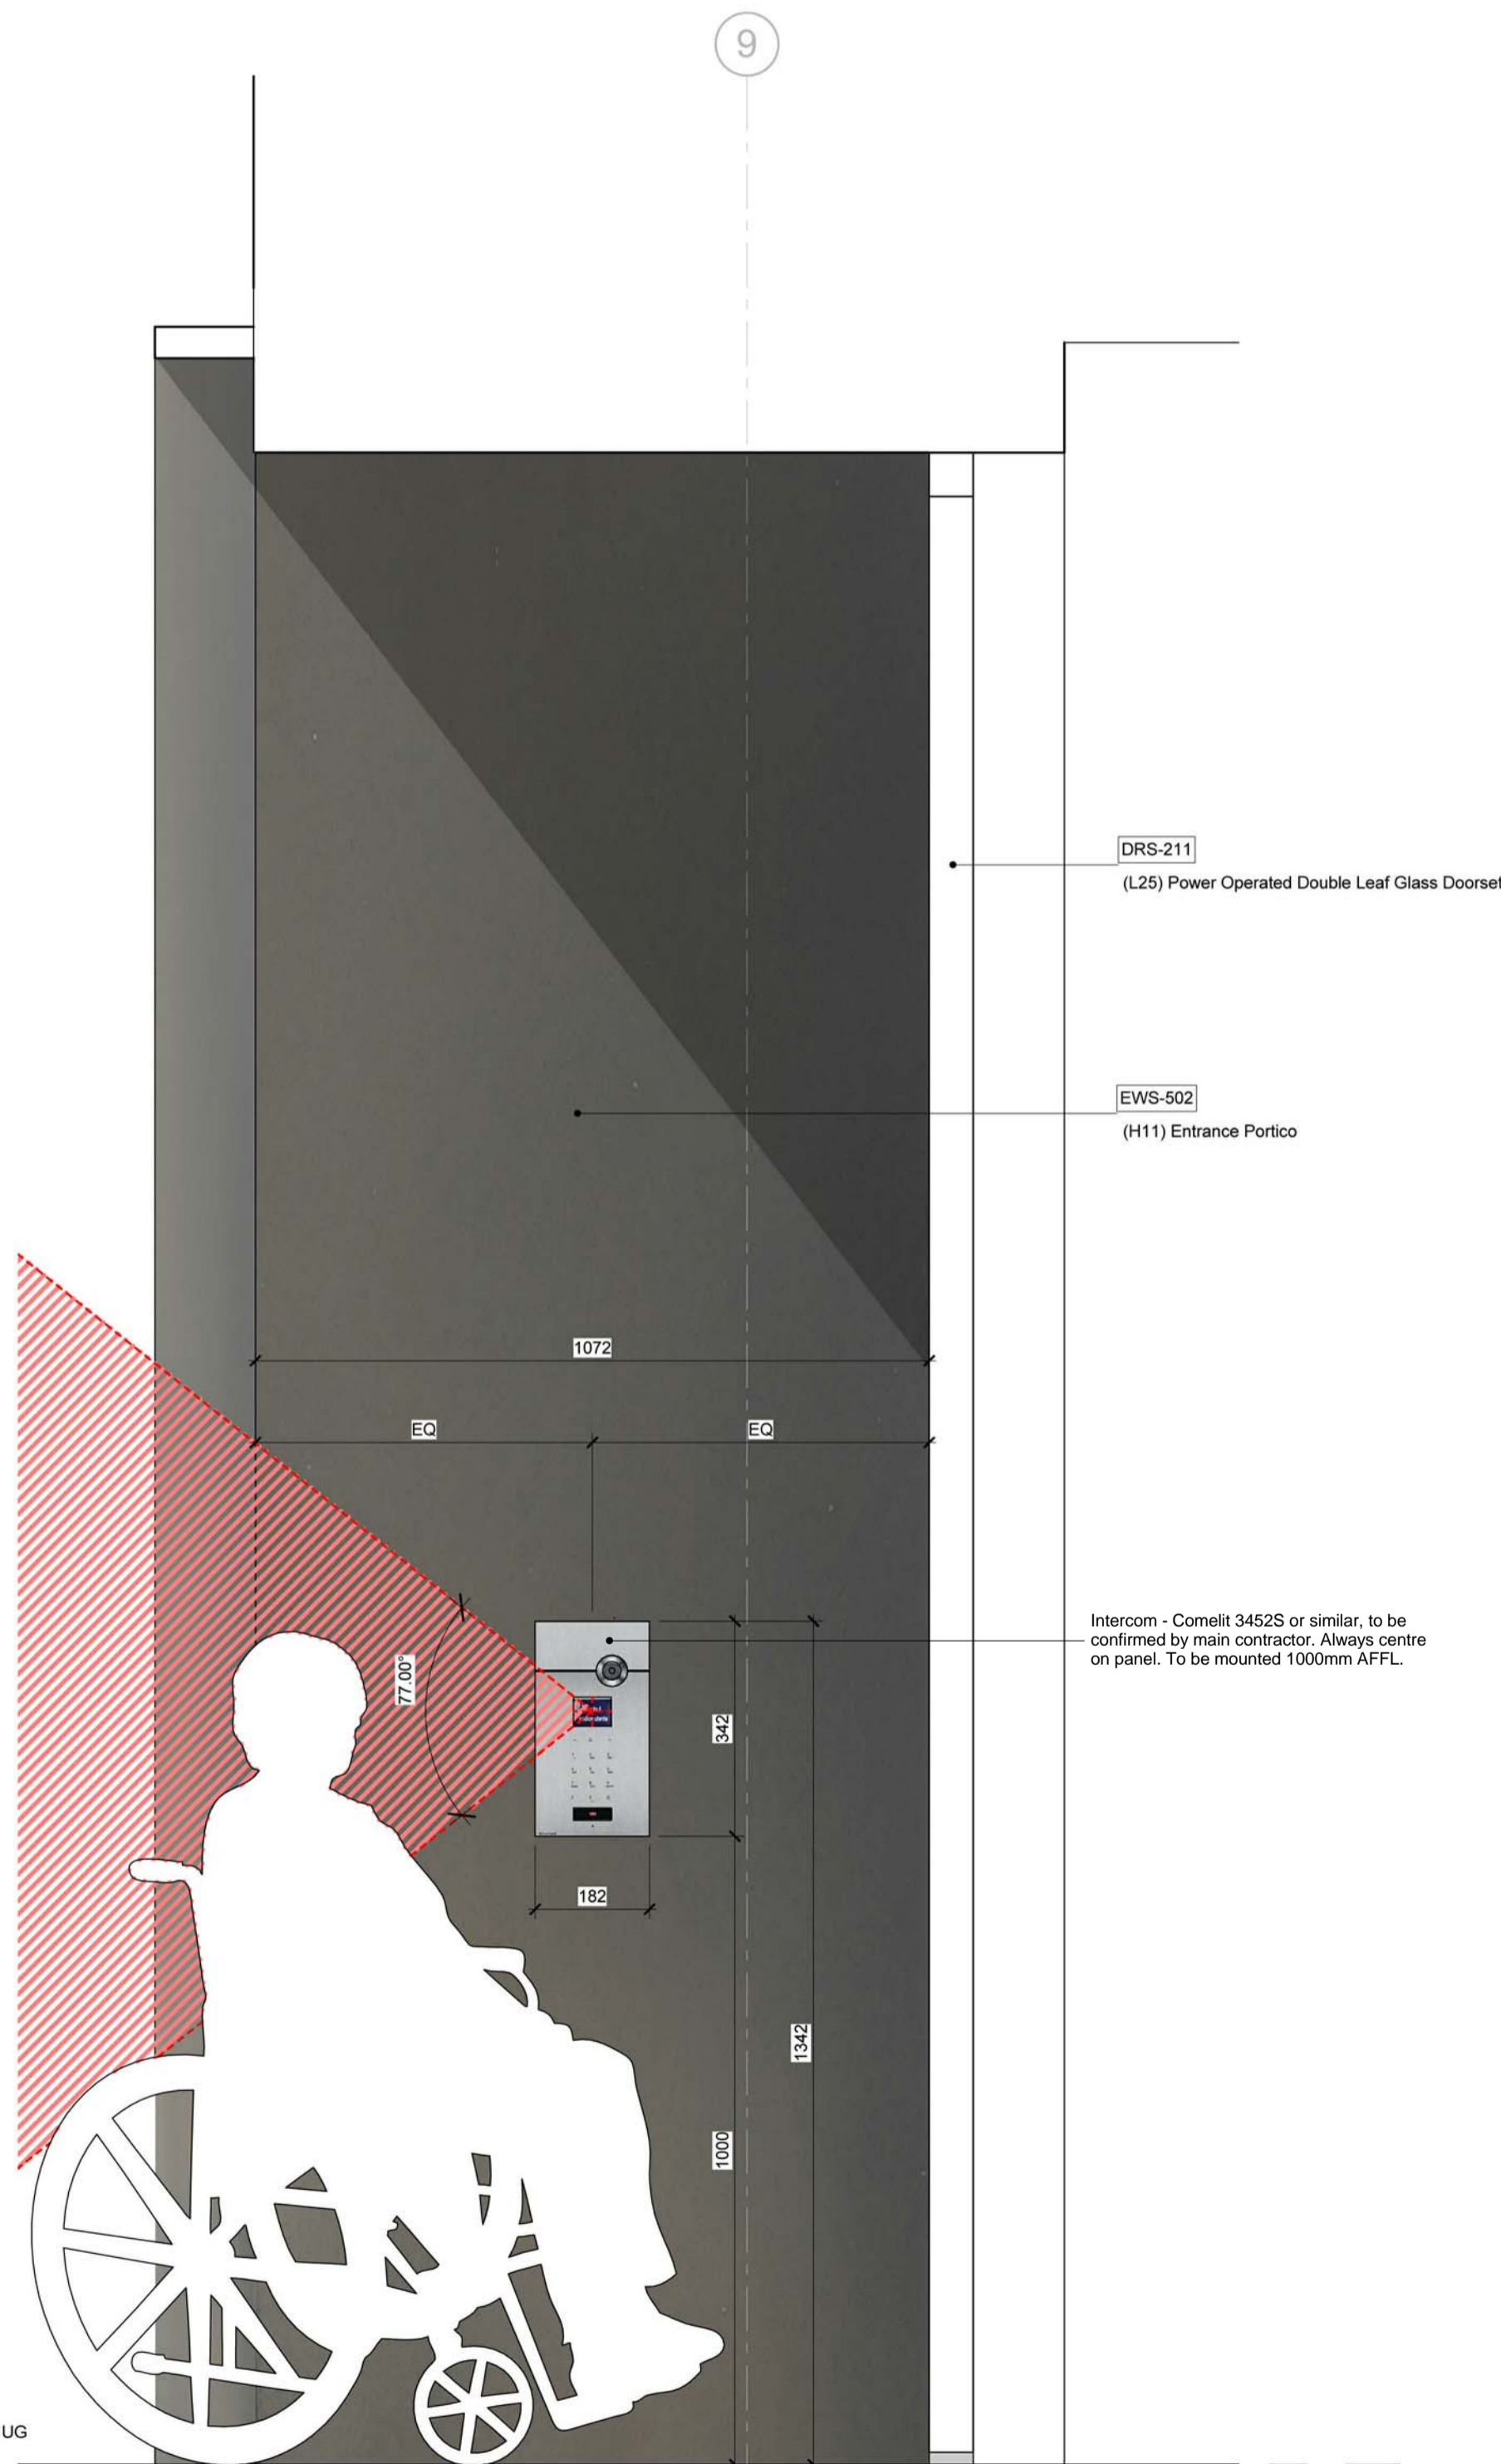 9
DRS-211
(L25) Power Operated Double Leaf Glass Doorset
EWS-502
(H11) Entrance Portico
1072
EQ
EQ
Intercom - Comelit 3452S or similar, to be
confirmed by main contractor. Always centre
on panel. To be mounted 1000mm AFFL.
77.00°
342
182
1342
1000
UG